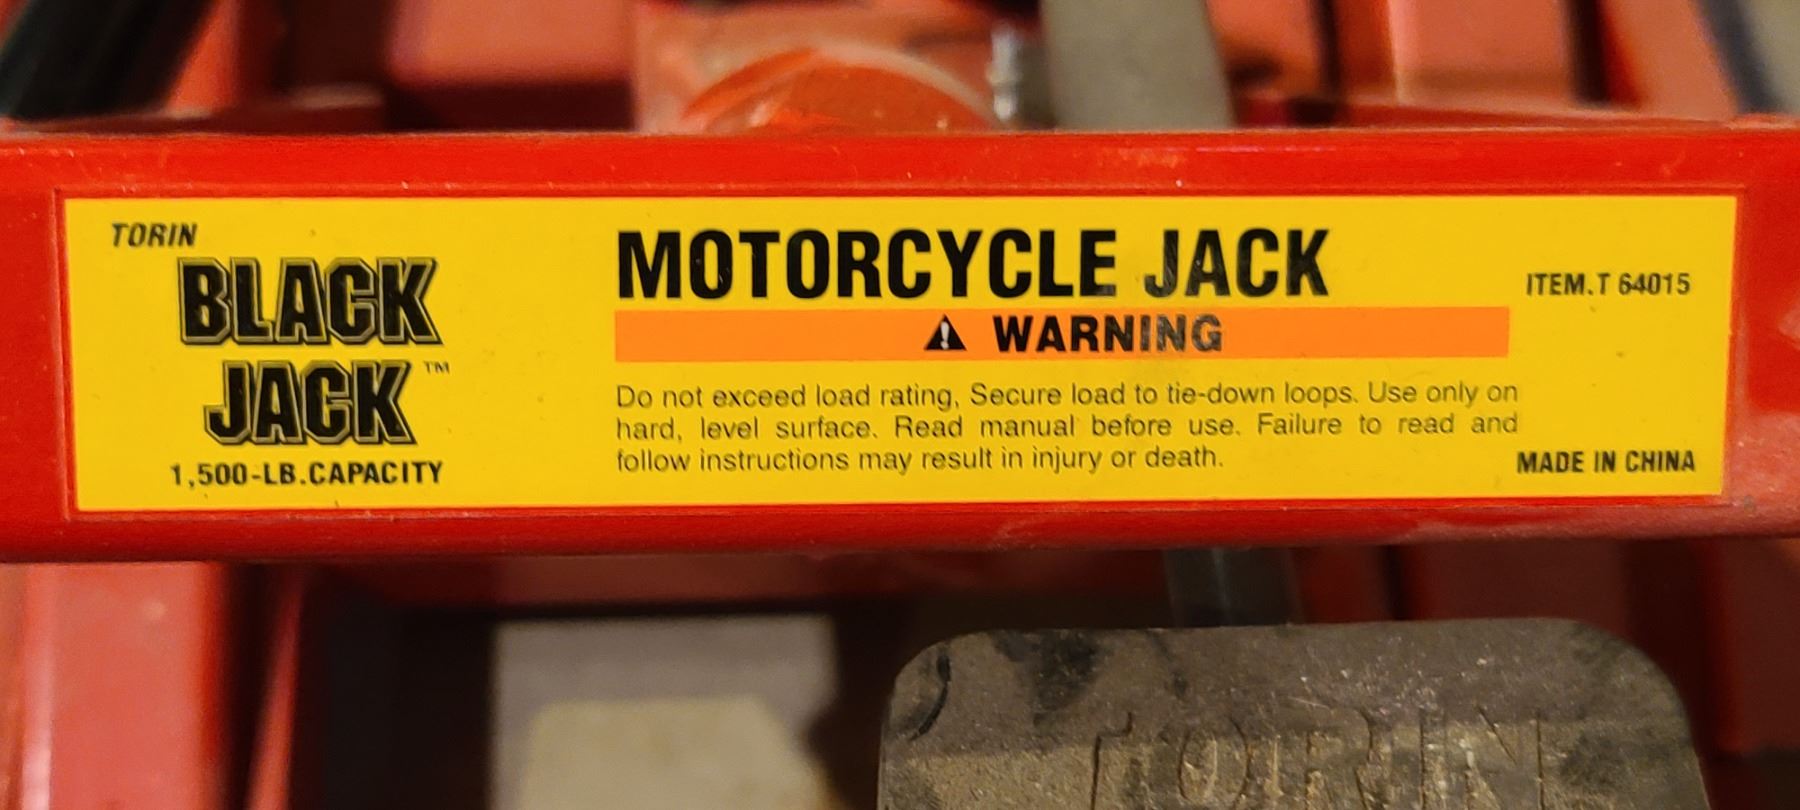 TORIN
BLACK
JACK™
1,500-LB.CAPACITY
MOTORCYCLE JACK
⚠ WARNING
Do not exceed load rating, Secure load to tie-down loops. Use only on
hard, level surface. Read manual before use. Failure to read and
follow instructions may result in injury or death.
ITEM.T 64015
MADE IN CHINA
TORIN